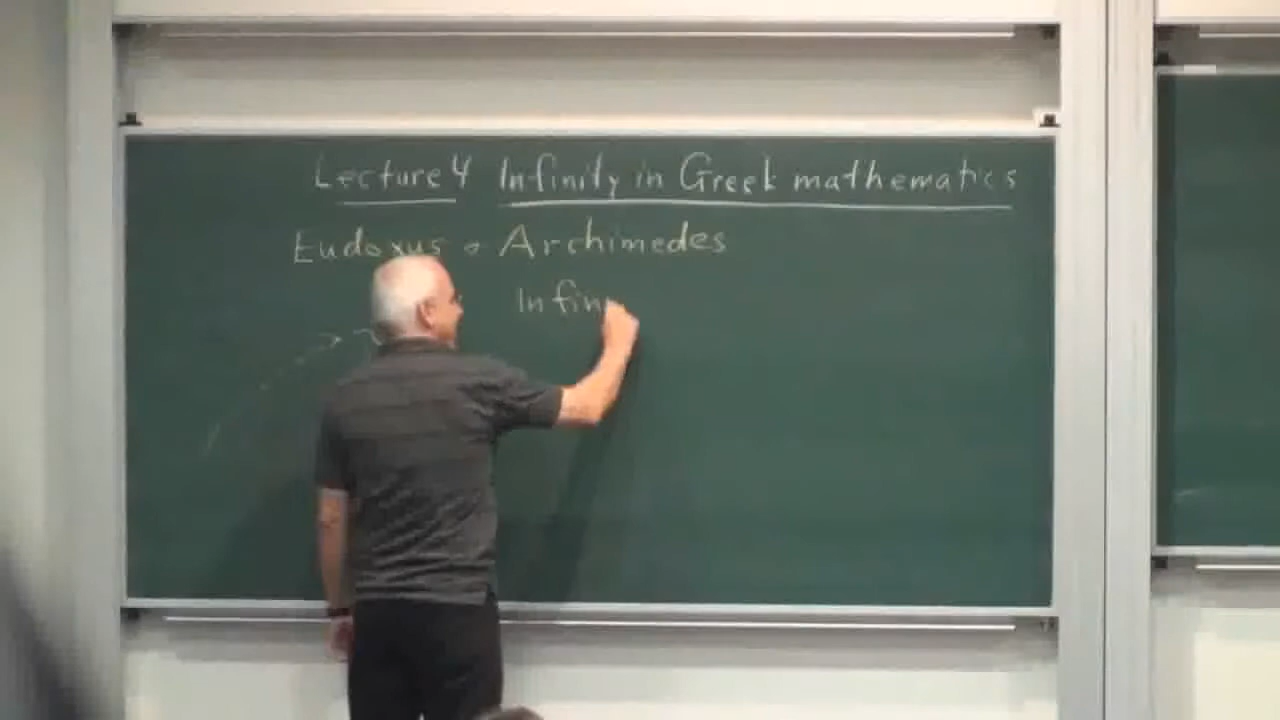 Lecture 4 Infinity in Greek mathematics
Eudoxus • Archimedes
Infin